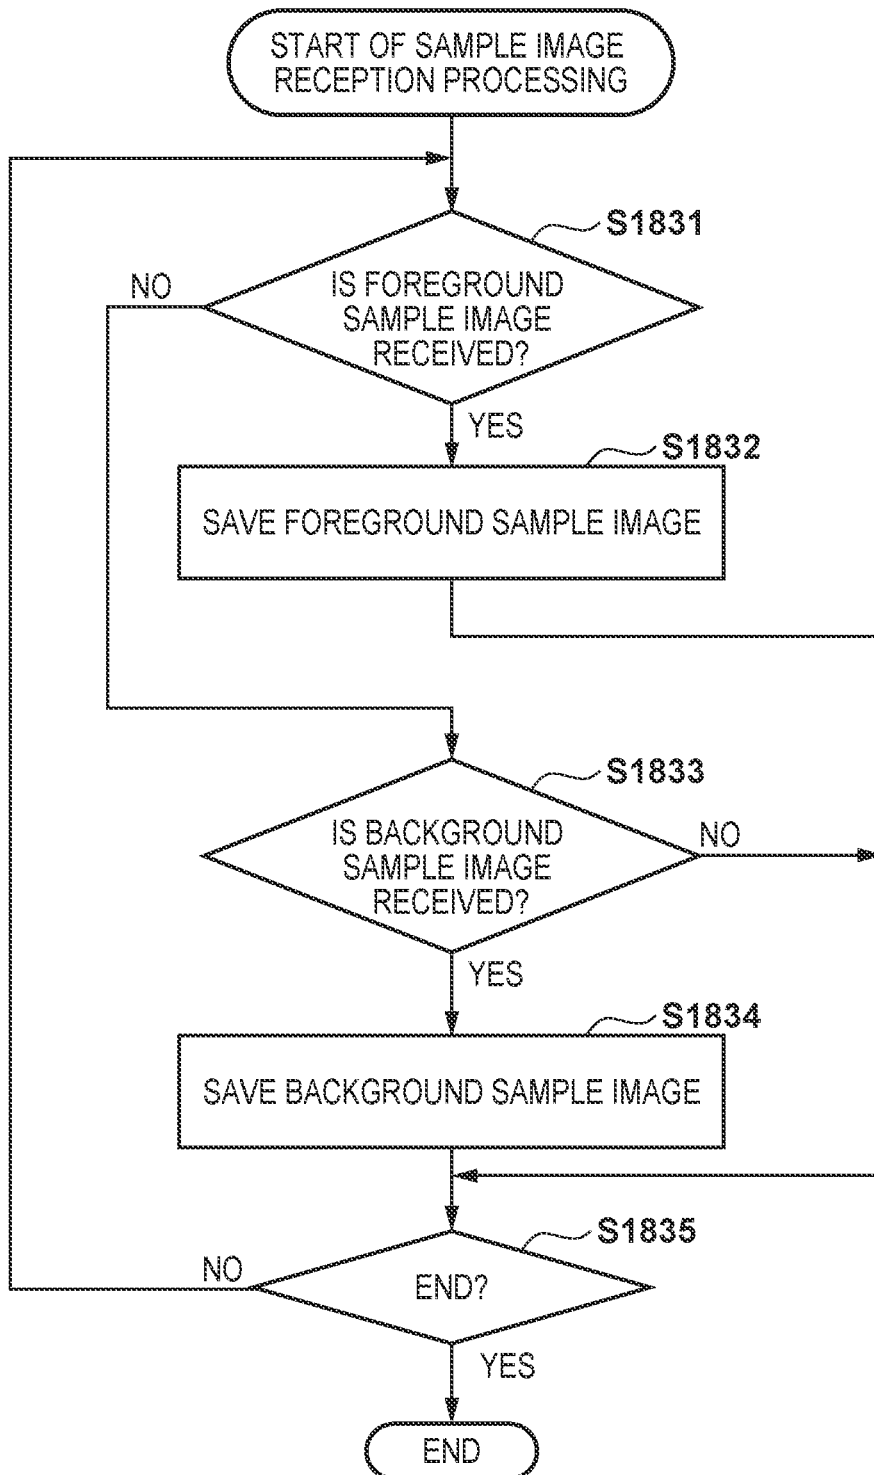 START OF SAMPLE IMAGE
RECEPTION PROCESSING
S1831
NO
IS FOREGROUND
SAMPLE IMAGE
RECEIVED?
YES
S1832
SAVE FOREGROUND SAMPLE IMAGE
S1833
IS BACKGROUND
SAMPLE IMAGE
RECEIVED?
NO
YES
S1834
SAVE BACKGROUND SAMPLE IMAGE
S1835
NO
END?
YES
END